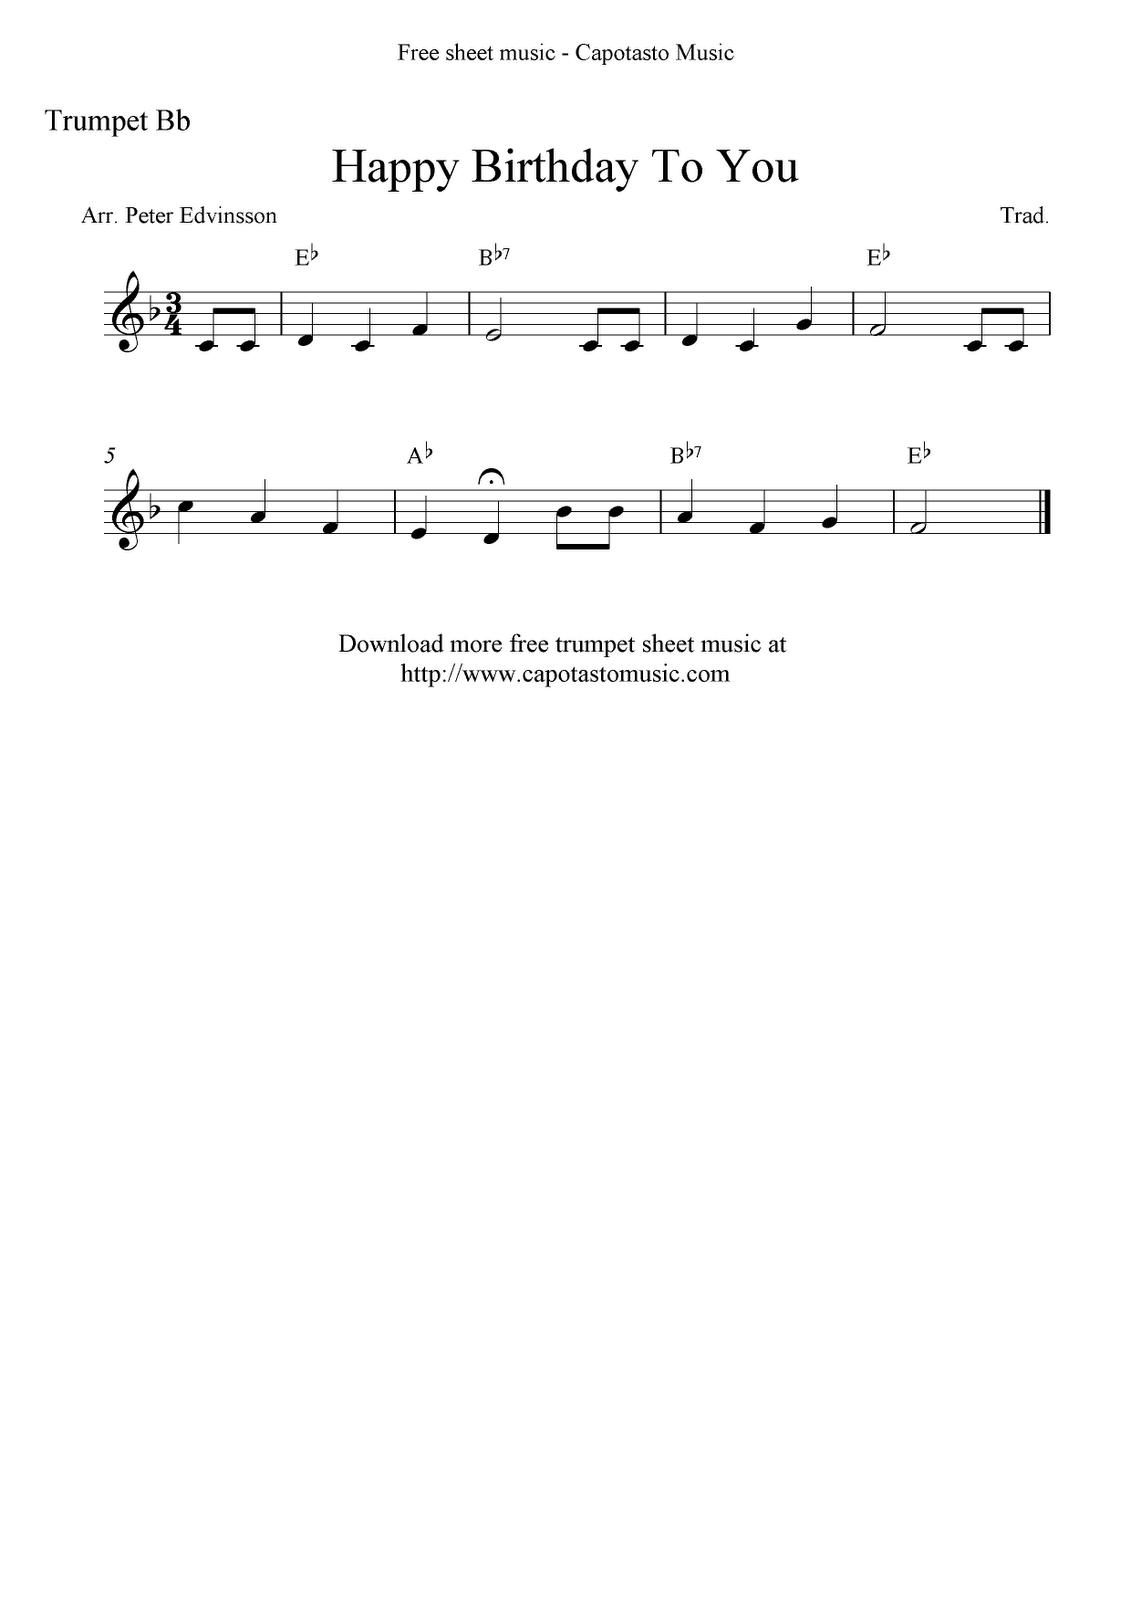 Free sheet music - Capotasto Music
Trumpet Bb
Happy Birthday To You
Arr. Peter Edvinsson Trad.
E♭ B♭7 E♭
3
4
5 A♭ B♭7 E♭
Download more free trumpet sheet music at
http://www.capotastomusic.com